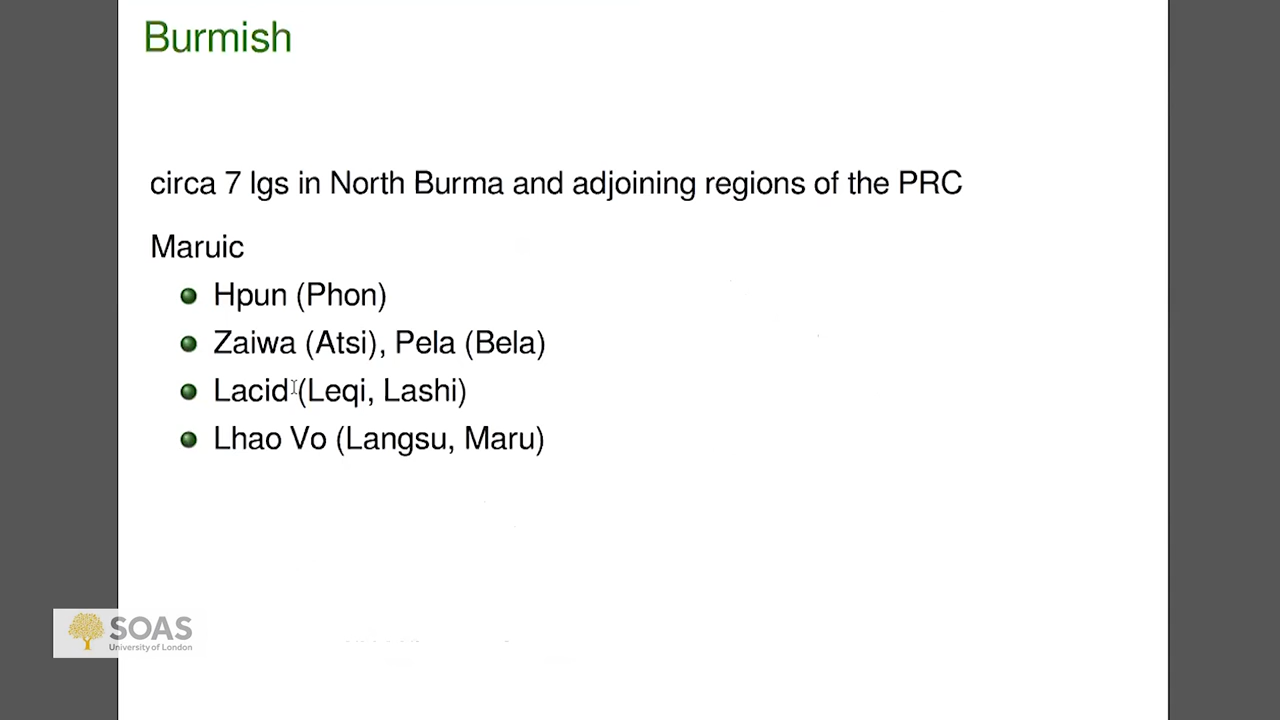 Burmish
circa 7 lgs in North Burma and adjoining regions of the PRC
Maruic
Hpun (Phon)
Zaiwa (Atsi), Pela (Bela)
Lacid (Leqi, Lashi)
Lhao Vo (Langsu, Maru)
SOAS
University of London